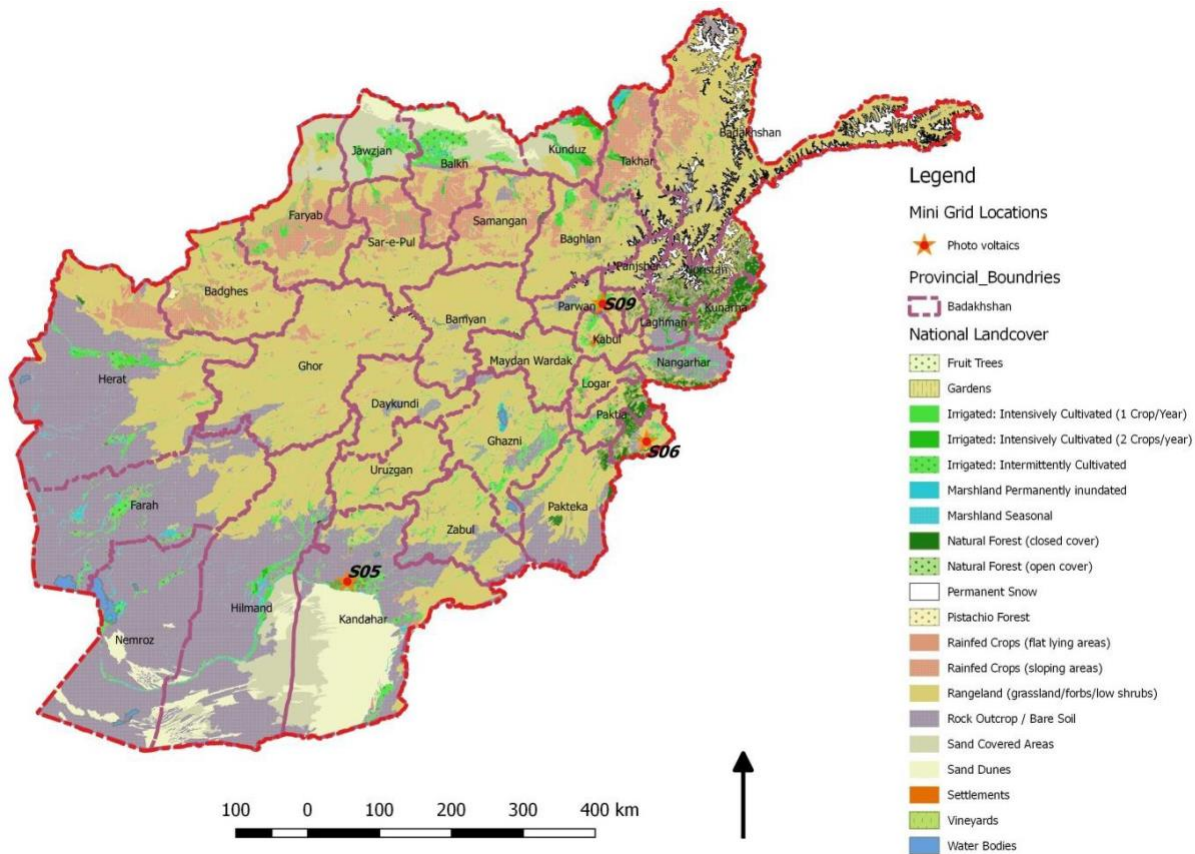 Badakhshan
Jawzjan
Balkh
Kunduz
Takhar
Faryab
Samangan
Sar-e-Pul
Baghlan
Panjsher
Noristan
Badghes
Bamyan
Parwan
S09
Kunarha
Laghman
Kabul
Herat
Ghor
Maydan Wardak
Nangarhar
Logar
Daykundi
Paktia
Ghazni
S06
Uruzgan
Farah
Pakteka
Zabul
S05
Hilmand
Kandahar
Nemroz
100 0 100 200 300 400 km
Legend
Mini Grid Locations
Photo voltaics
Provincial_Boundries
Badakhshan
National Landcover
Fruit Trees
Gardens
Irrigated: Intensively Cultivated (1 Crop/Year)
Irrigated: Intensively Cultivated (2 Crops/year)
Irrigated: Intermittently Cultivated
Marshland Permanently inundated
Marshland Seasonal
Natural Forest (closed cover)
Natural Forest (open cover)
Permanent Snow
Pistachio Forest
Rainfed Crops (flat lying areas)
Rainfed Crops (sloping areas)
Rangeland (grassland/forbs/low shrubs)
Rock Outcrop / Bare Soil
Sand Covered Areas
Sand Dunes
Settlements
Vineyards
Water Bodies